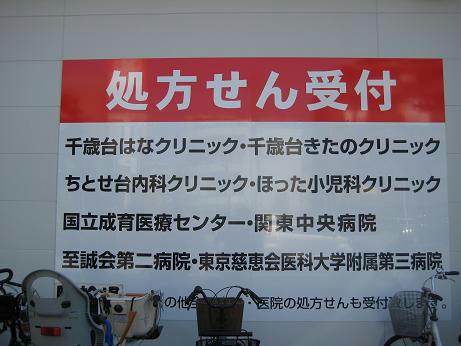 処方せん受付
千歳台はなクリニック・千歳台きたのクリニック
ちとせ台内科クリニック・ほった小児科クリニック
国立成育医療センター・関東中央病院
至誠会第二病院・東京慈恵会医科大学附属第三病院
の他 ・医院の処方せんも受付致します。